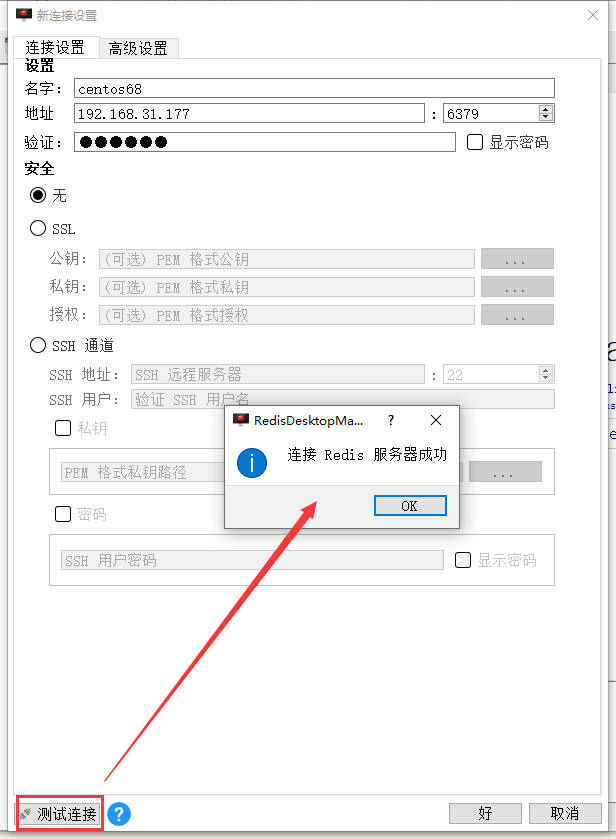 新连接设置
连接设置 高级设置
设置
名字： centos68
地址 192.168.31.177 : 6379
验证： ●●●●●● 显示密码
安全
无
SSL
公钥： (可选) PEM 格式公钥 ...
私钥： (可选) PEM 格式私钥 ...
授权： (可选) PEM 格式授权 ...
SSH 通道
SSH 地址： SSH 远程服务器 : 22
SSH 用户： 验证 SSH 用户名
私钥
PEM 格式私钥路径 ...
密码
SSH 用户密码 显示密码
RedisDesktopMa... ?
连接 Redis 服务器成功
OK
测试连接 ? 好 取消